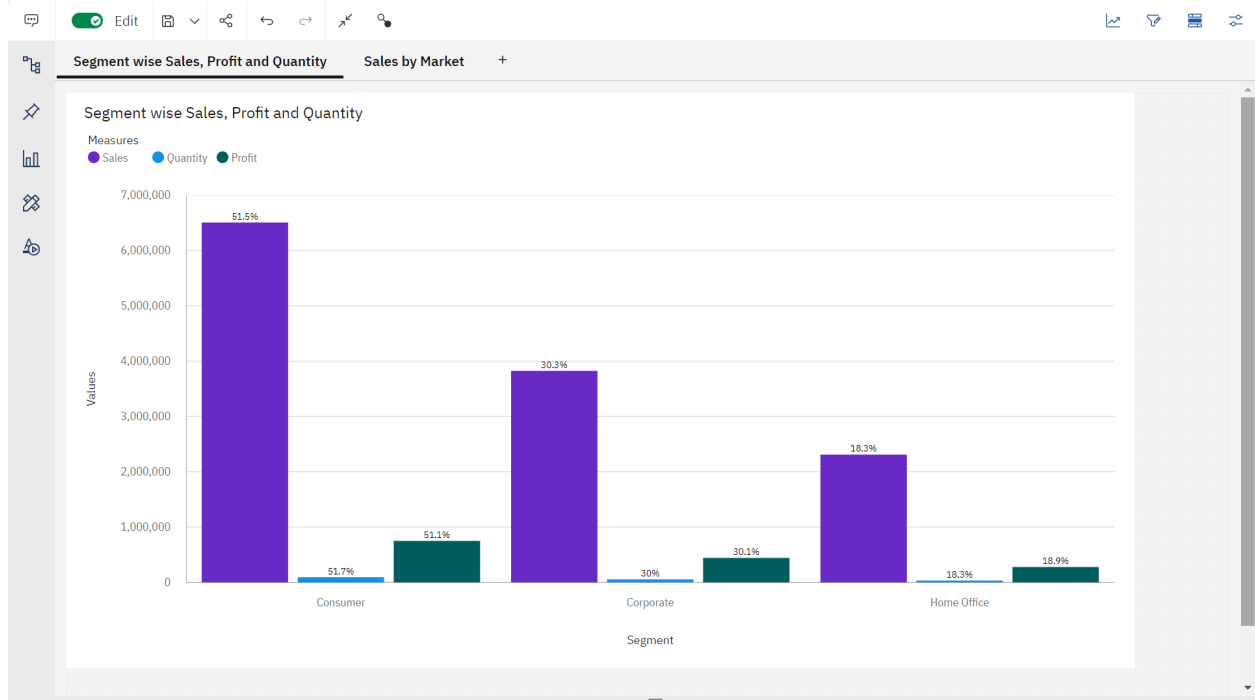 Edit
Segment wise Sales, Profit and Quantity Sales by Market +
Segment wise Sales, Profit and Quantity
Measures
Sales Quantity Profit
7,000,000
51.5%
6,000,000
5,000,000
4,000,000
30.3%
Values
3,000,000
18.3%
2,000,000
1,000,000
51.1%
30.1%
18.9%
51.7%
30%
18.3%
0
Consumer Corporate Home Office
Segment